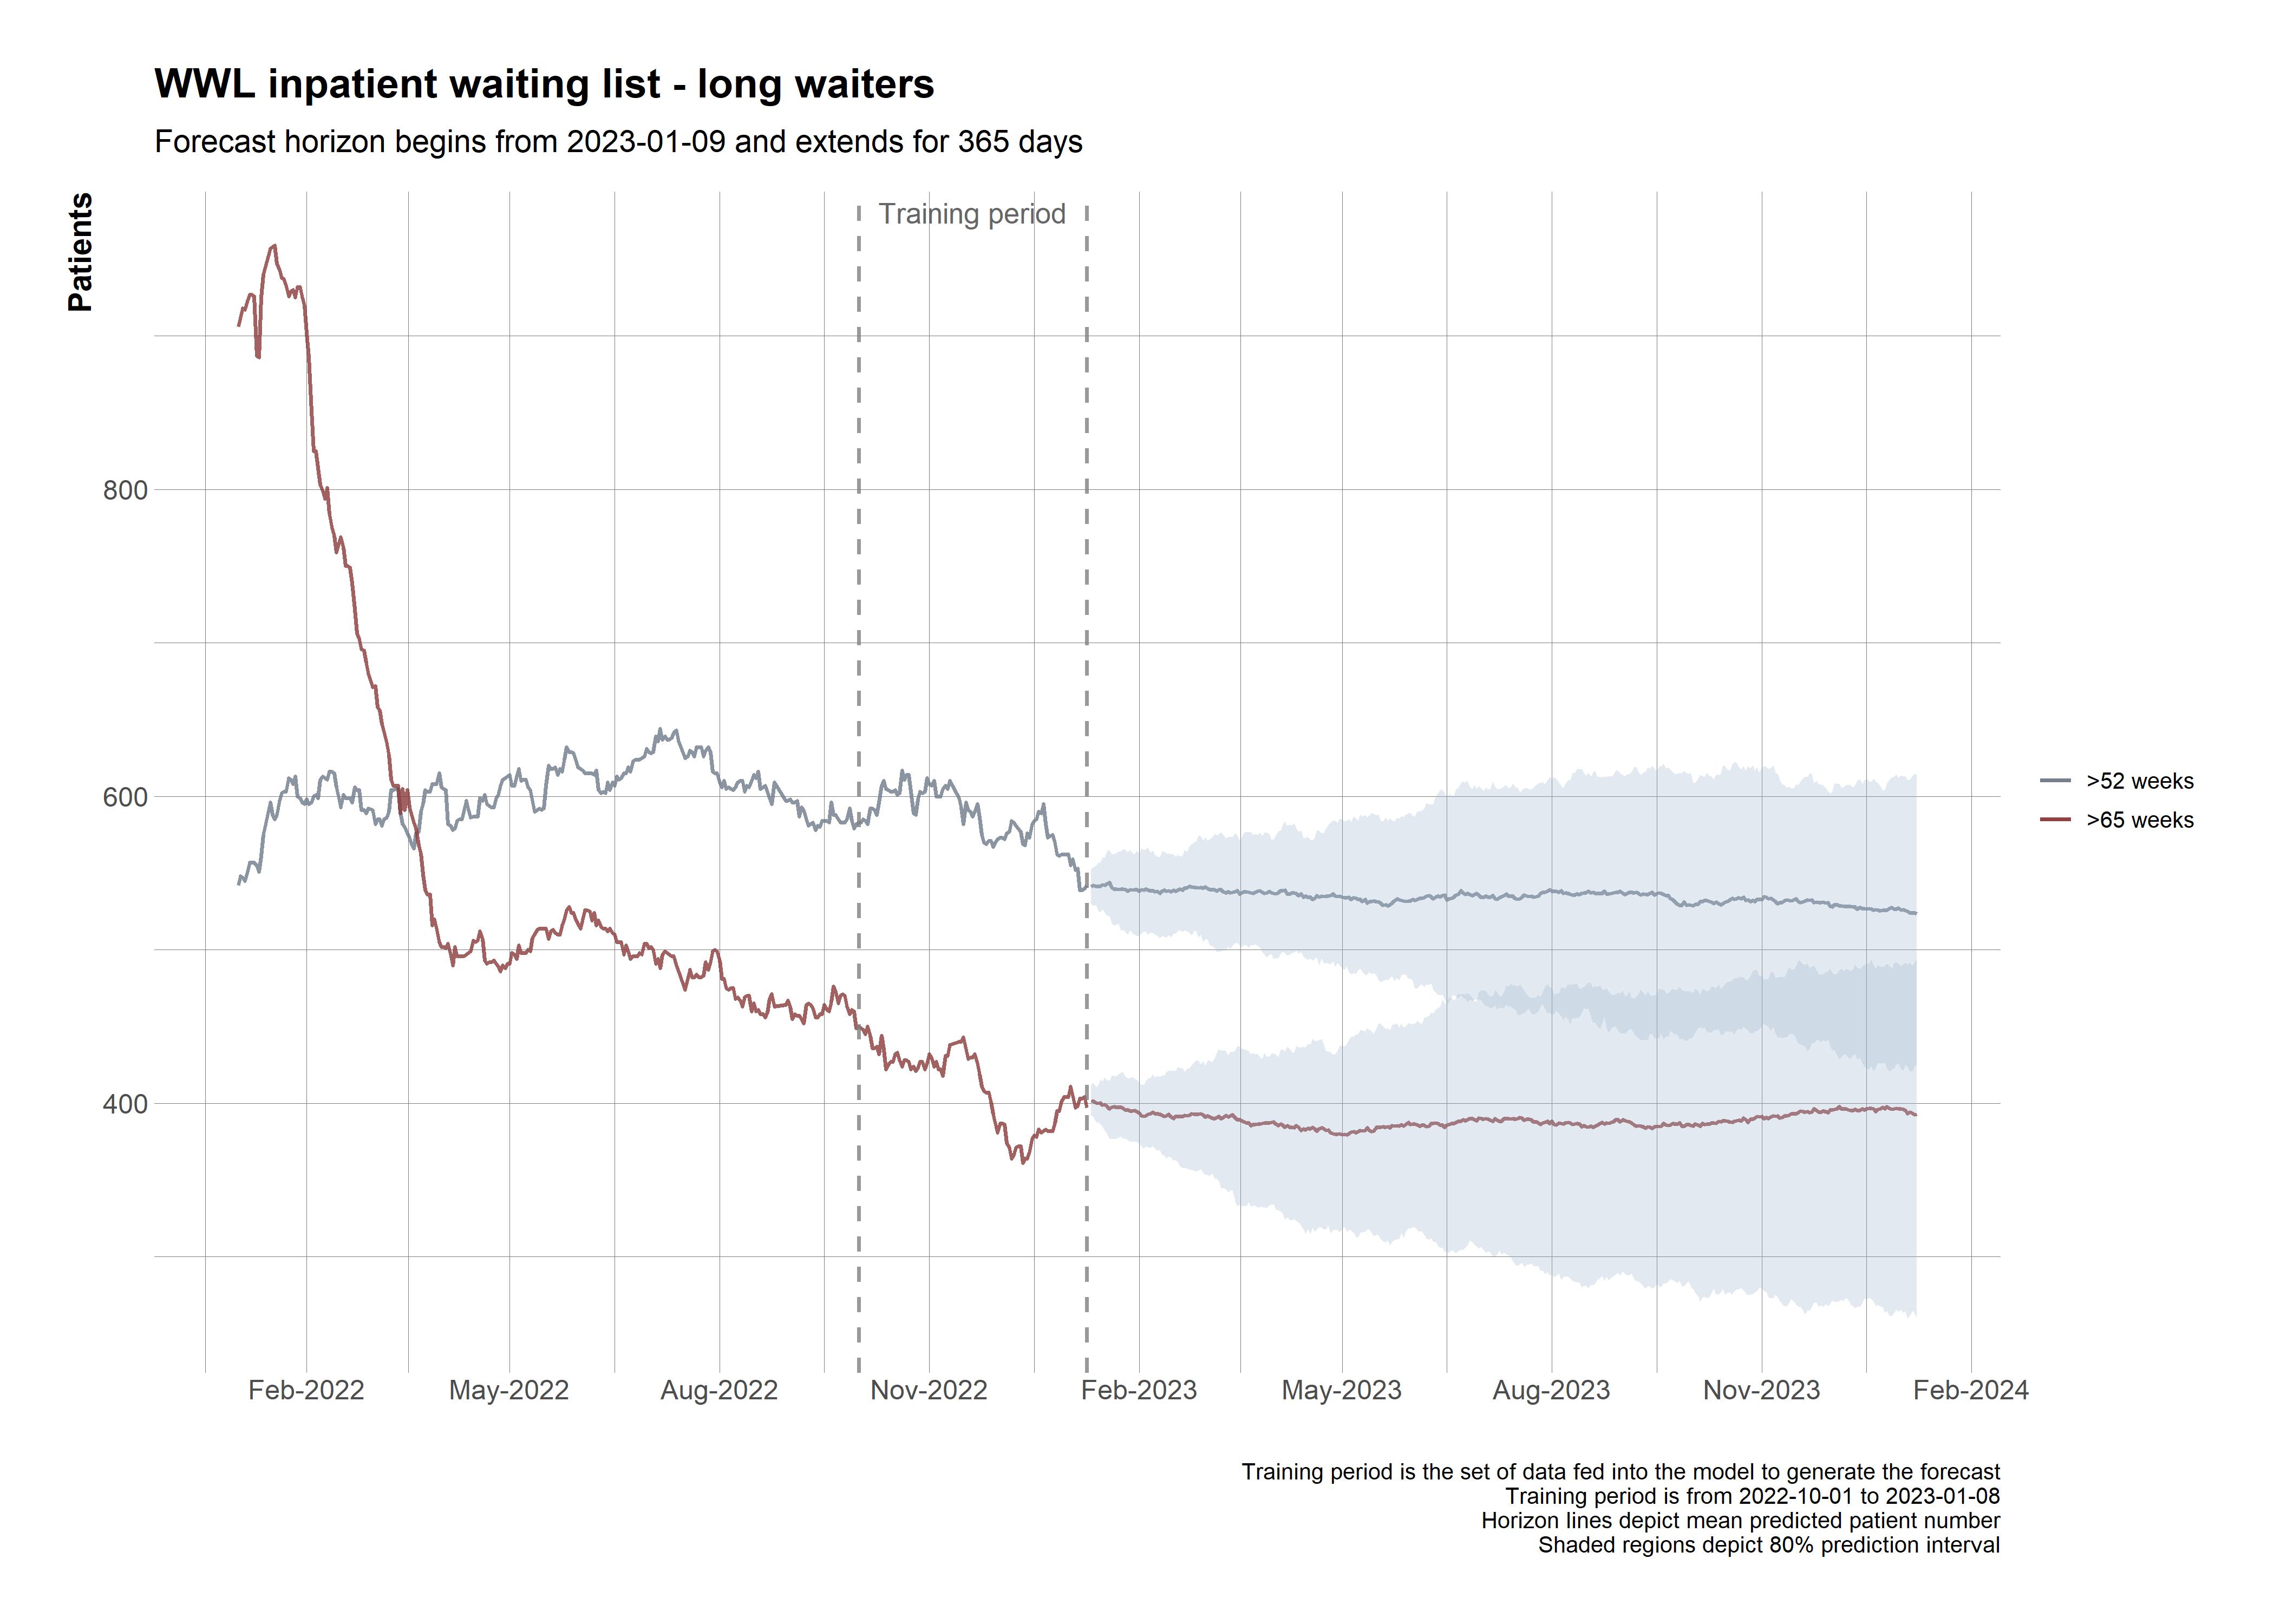 WWL inpatient waiting list - long waiters
Forecast horizon begins from 2023-01-09 and extends for 365 days
Patients
Training period
800
600
400
>52 weeks
>65 weeks
Feb-2022
May-2022
Aug-2022
Nov-2022
Feb-2023
May-2023
Aug-2023
Nov-2023
Feb-2024
Training period is the set of data fed into the model to generate the forecast
Training period is from 2022-10-01 to 2023-01-08
Horizon lines depict mean predicted patient number
Shaded regions depict 80% prediction interval